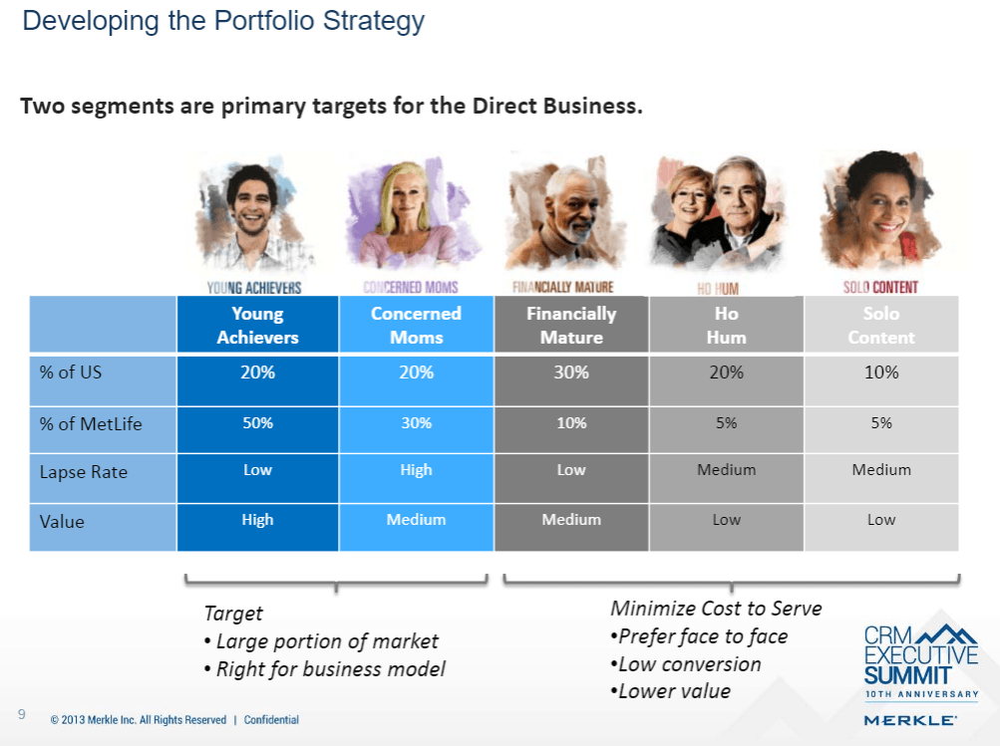 Developing the Portfolio Strategy
Two segments are primary targets for the Direct Business.
YOUNG ACHIEVERS CONCERNED MOMS FINANCIALLY MATURE HO HUM SOLO CONTENT
Young Achievers Concerned Moms Financially Mature Ho Hum Solo Content
% of US 20% 20% 30% 20% 10%
% of MetLife 50% 30% 10% 5% 5%
Lapse Rate Low High Low Medium Medium
Value High Medium Medium Low Low
Target
• Large portion of market
• Right for business model
Minimize Cost to Serve
•Prefer face to face
•Low conversion
•Lower value
CRM
EXECUTIVE
SUMMIT
10TH ANNIVERSARY
MERKLE
9 © 2013 Merkle Inc. All Rights Reserved | Confidential